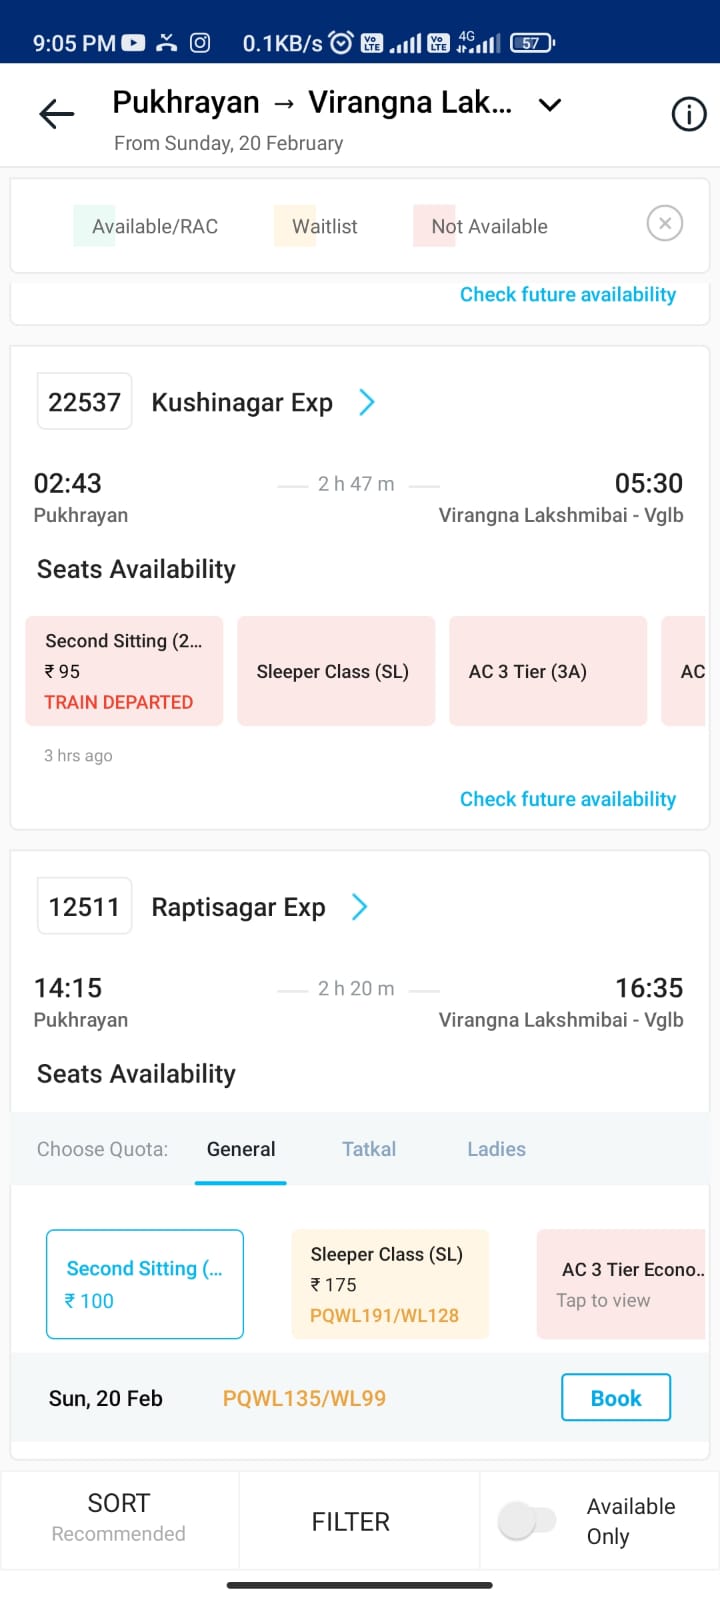 9:05 PM 0.1KB/s Vo LTE Vo LTE 4G 57
Pukhrayan → Virangna Lak...
From Sunday, 20 February
Available/RAC Waitlist Not Available
Check future availability
22537 Kushinagar Exp
02:43 2 h 47 m 05:30
Pukhrayan Virangna Lakshmibai - Vglb
Seats Availability
Second Sitting (2...
₹ 95
TRAIN DEPARTED
Sleeper Class (SL)
AC 3 Tier (3A)
AC
3 hrs ago
Check future availability
12511 Raptisagar Exp
14:15 2 h 20 m 16:35
Pukhrayan Virangna Lakshmibai - Vglb
Seats Availability
Choose Quota: General Tatkal Ladies
Second Sitting (...
₹ 100
Sleeper Class (SL)
₹ 175
PQWL191/WL128
AC 3 Tier Econo..
Tap to view
Sun, 20 Feb PQWL135/WL99 Book
SORT
Recommended
FILTER
Available
Only